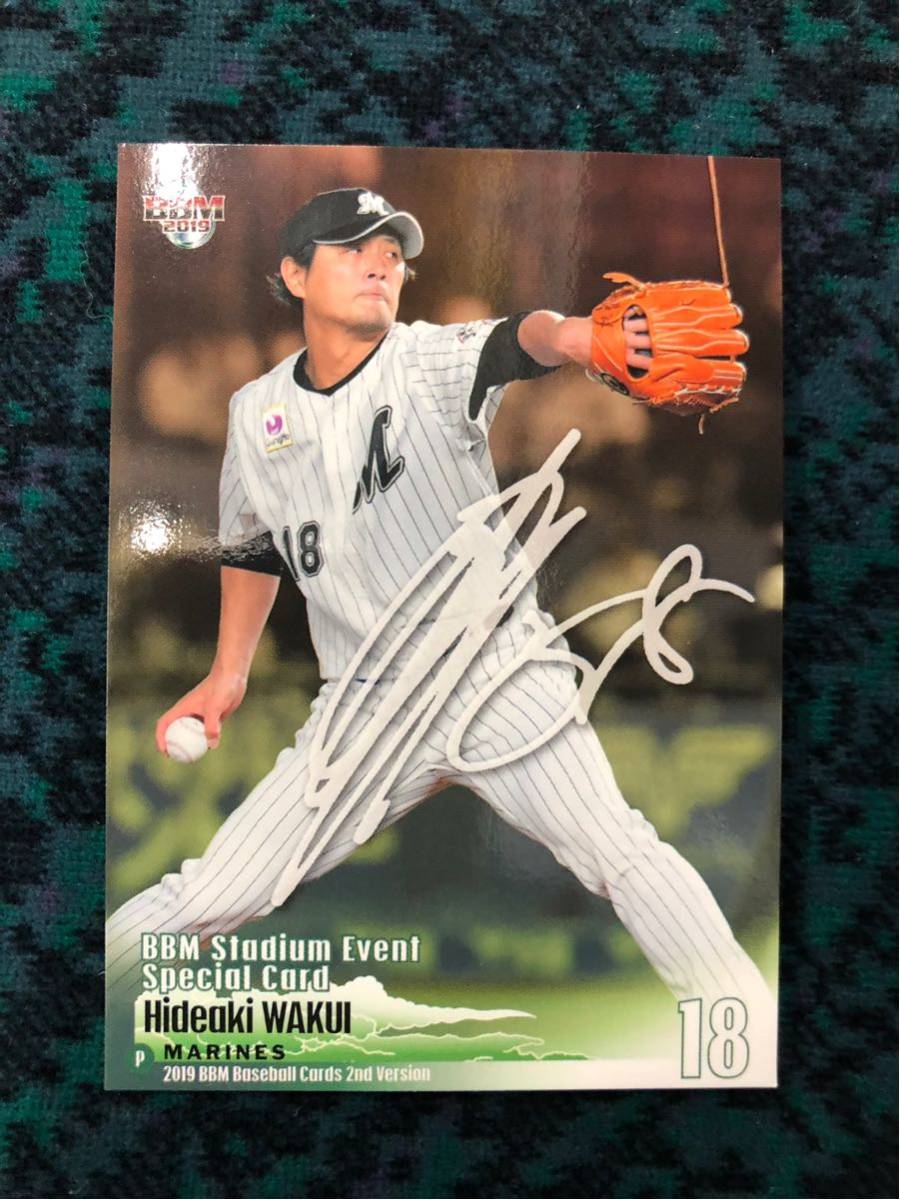 BBM
2019
M
M
18
BBM Stadium Event
Special Card
Hideaki WAKUI
P MARINES
2019 BBM Baseball Cards 2nd Version
18